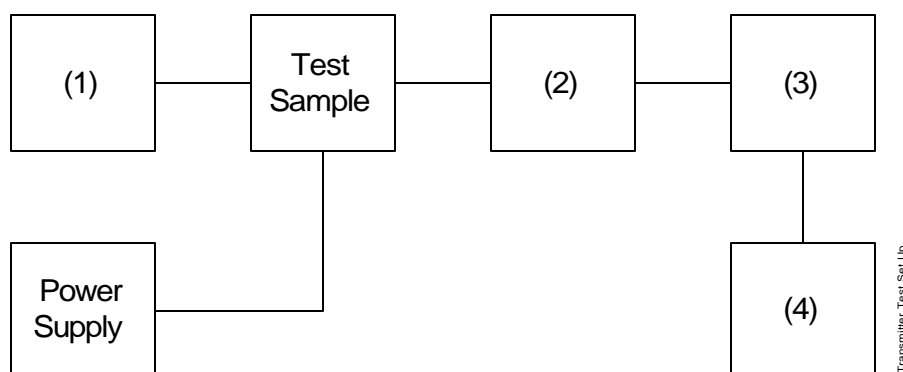 (1)
Test
Sample
(2)
(3)
Power
Supply
(4)
Transmitter Test Set Up